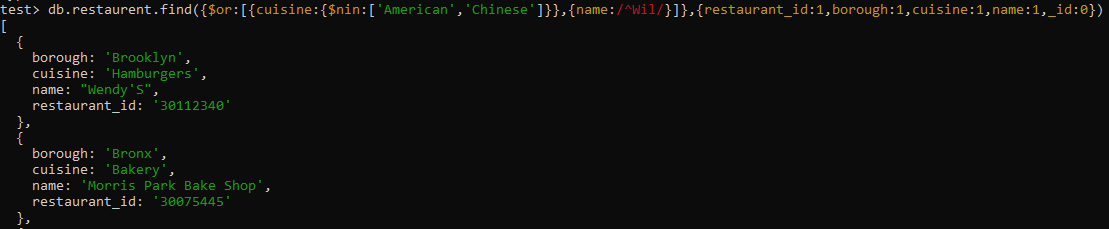 test> db.restaurent.find({$or:[{cuisine:{$nin:['American','Chinese']}},{name:/^Wil/}]},{restaurant_id:1,borough:1,cuisine:1,name:1,_id:0})
[
  {
    borough: 'Brooklyn',
    cuisine: 'Hamburgers',
    name: "Wendy'S",
    restaurant_id: '30112340'
  },
  {
    borough: 'Bronx',
    cuisine: 'Bakery',
    name: 'Morris Park Bake Shop',
    restaurant_id: '30075445'
  },